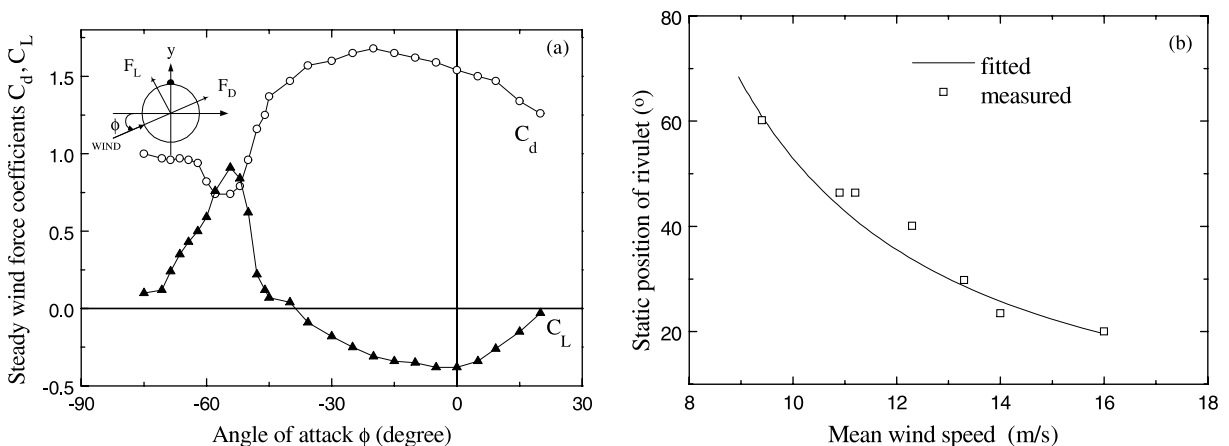 (a)
y
F_L
F_D
ϕ
WIND
C_d
C_L
Steady wind force coefficients C_d, C_L
1.5
1.0
0.5
0.0
-0.5
-90
-60
-30
0
30
Angle of attack ϕ (degree)
(b)
fitted
measured
Static position of rivulet (o)
80
60
40
20
8
10
12
14
16
18
Mean wind speed (m/s)